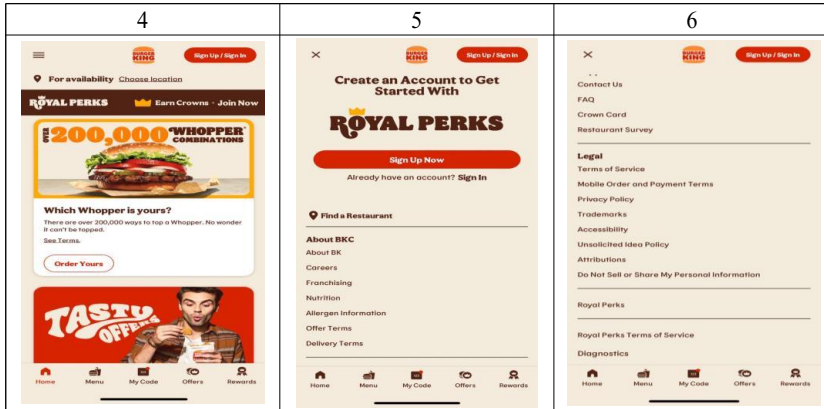 4
5
6
BURGER
KING
Sign Up / Sign In
For availability Choose location
ROYAL PERKS
Earn Crowns · Join Now
OVER
200,000
WHOPPER®
COMBINATIONS
Which Whopper is yours?
There are over 200,000 ways to top a Whopper. No wonder
it can't be topped.
See Terms.
Order Yours
TASTY
OFFERS
Home
Menu
My Code
Offers
Rewards
BURGER
KING
Sign Up / Sign In
Create an Account to Get
Started With
ROYAL PERKS
Sign Up Now
Already have an account? Sign In
Find a Restaurant
About BKC
About BK
Careers
Franchising
Nutrition
Allergen Information
Offer Terms
Delivery Terms
Home
Menu
My Code
Offers
Rewards
BURGER
KING
Sign Up / Sign In
Contact Us
FAQ
Crown Card
Restaurant Survey
Legal
Terms of Service
Mobile Order and Payment Terms
Privacy Policy
Trademarks
Accessibility
Unsolicited Idea Policy
Attributions
Do Not Sell or Share My Personal Information
Royal Perks
Royal Perks Terms of Service
Diagnostics
Home
Menu
My Code
Offers
Rewards